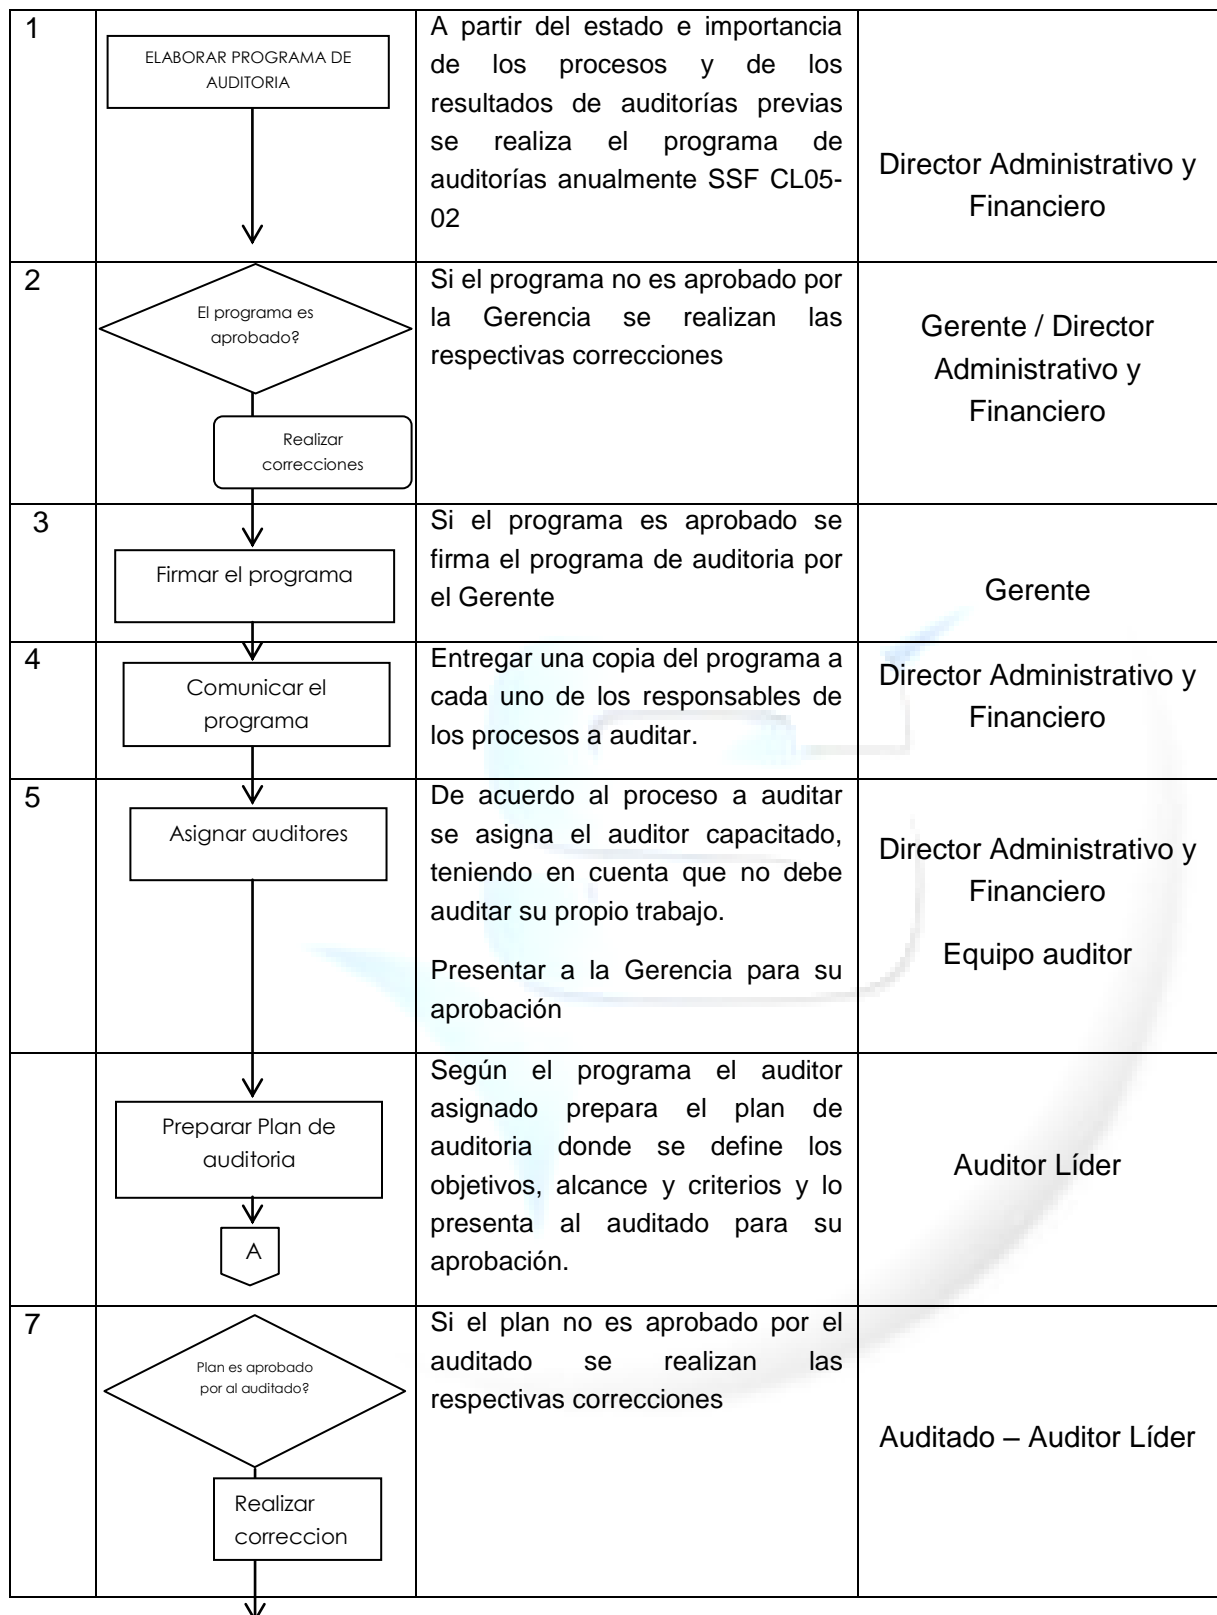 1
ELABORAR PROGRAMA DE
AUDITORIA
A partir del estado e importancia
de los procesos y de los
resultados de auditorías previas
se realiza el programa de
auditorías anualmente SSF CL05-
02
Director Administrativo y
Financiero
2
El programa es
aprobado?
Realizar
correcciones
Si el programa no es aprobado por
la Gerencia se realizan las
respectivas correcciones
Gerente / Director
Administrativo y
Financiero
3
Firmar el programa
Si el programa es aprobado se
firma el programa de auditoria por
el Gerente
Gerente
4
Comunicar el
programa
Entregar una copia del programa a
cada uno de los responsables de
los procesos a auditar.
Director Administrativo y
Financiero
5
Asignar auditores
De acuerdo al proceso a auditar
se asigna el auditor capacitado,
teniendo en cuenta que no debe
auditar su propio trabajo.
Presentar a la Gerencia para su
aprobación
Director Administrativo y
Financiero
Equipo auditor
Preparar Plan de
auditoria
A
Según el programa el auditor
asignado prepara el plan de
auditoria donde se define los
objetivos, alcance y criterios y lo
presenta al auditado para su
aprobación.
Auditor Líder
7
Plan es aprobado
por al auditado?
Realizar
correccion
Si el plan no es aprobado por el
auditado se realizan las
respectivas correcciones
Auditado – Auditor Líder